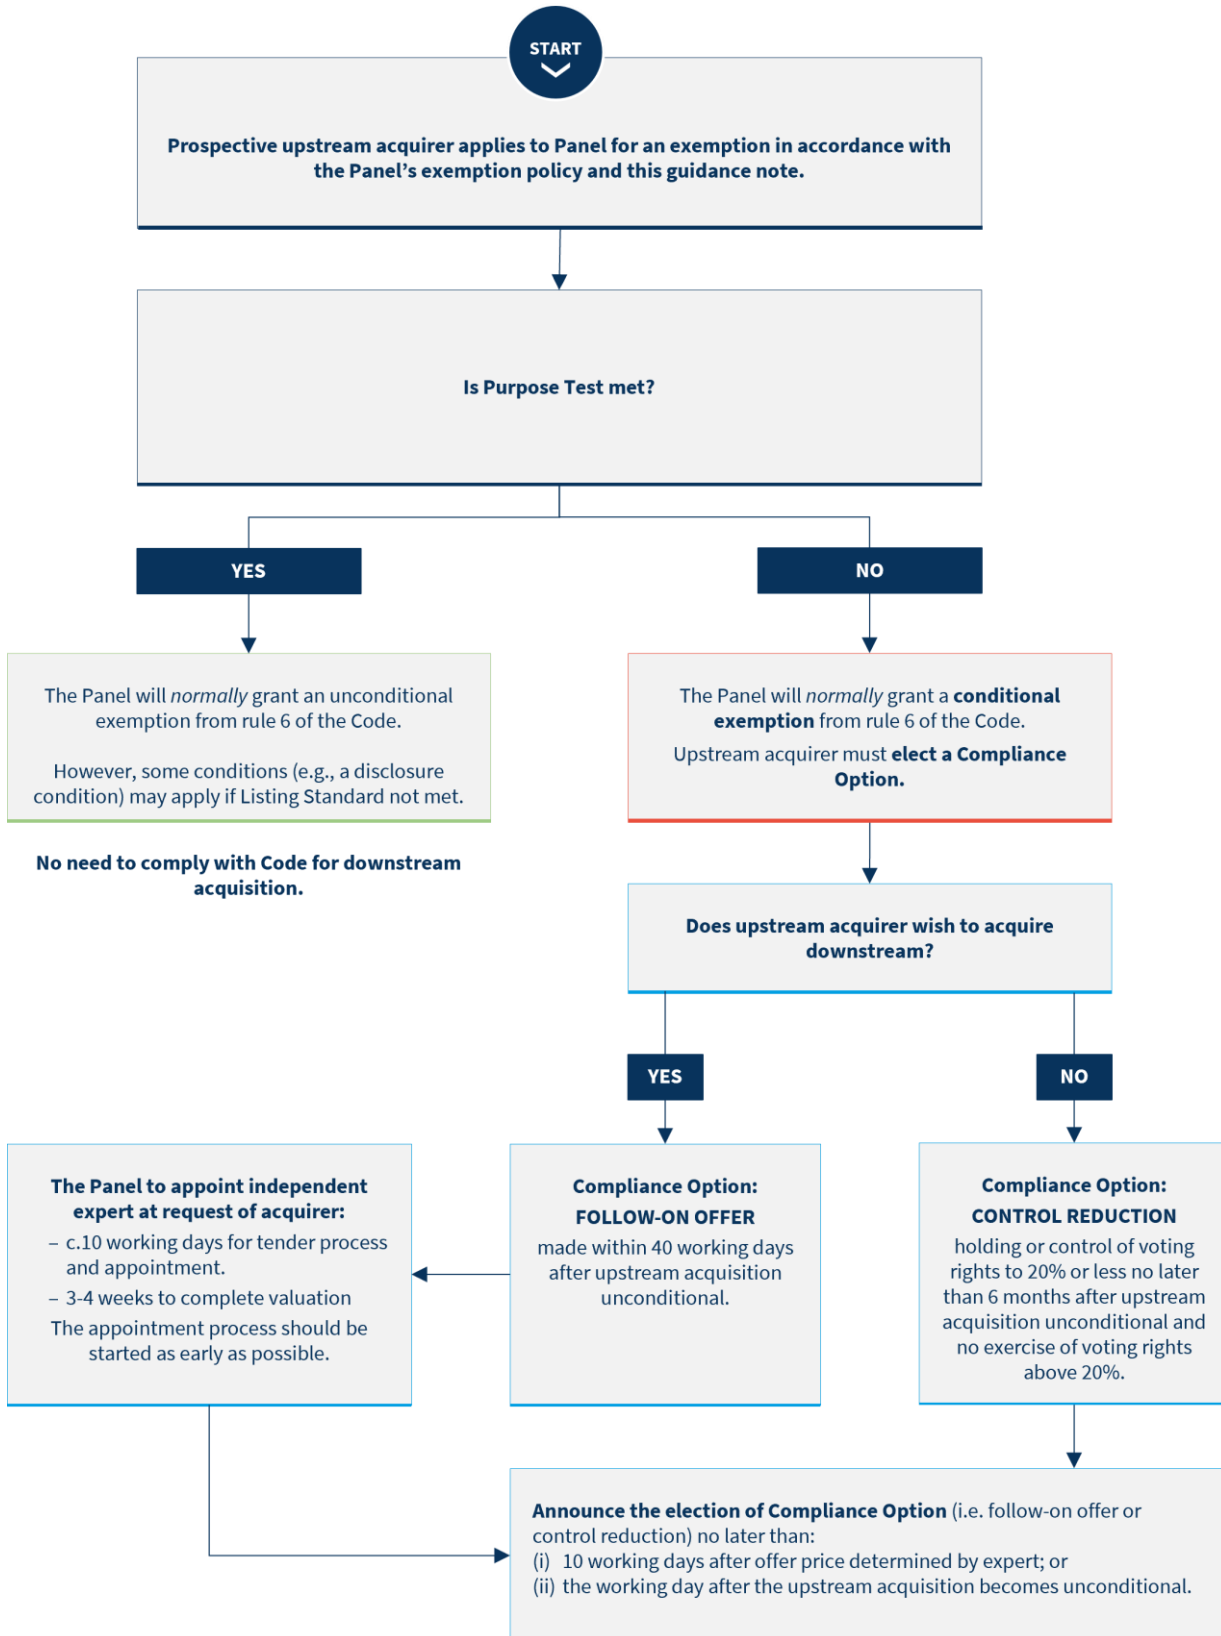 START
Prospective upstream acquirer applies to Panel for an exemption in accordance with
the Panel’s exemption policy and this guidance note.
Is Purpose Test met?
YES
NO
The Panel will normally grant an unconditional
exemption from rule 6 of the Code.
However, some conditions (e.g., a disclosure
condition) may apply if Listing Standard not met.
No need to comply with Code for downstream
acquisition.
The Panel will normally grant a conditional
exemption from rule 6 of the Code.
Upstream acquirer must elect a Compliance
Option.
Does upstream acquirer wish to acquire
downstream?
YES
NO
The Panel to appoint independent
expert at request of acquirer:
– c.10 working days for tender process
and appointment.
– 3-4 weeks to complete valuation
The appointment process should be
started as early as possible.
Compliance Option:
FOLLOW-ON OFFER
made within 40 working days
after upstream acquisition
unconditional.
Compliance Option:
CONTROL REDUCTION
holding or control of voting
rights to 20% or less no later
than 6 months after upstream
acquisition unconditional and
no exercise of voting rights
above 20%.
Announce the election of Compliance Option (i.e. follow-on offer or
control reduction) no later than:
(i) 10 working days after offer price determined by expert; or
(ii) the working day after the upstream acquisition becomes unconditional.